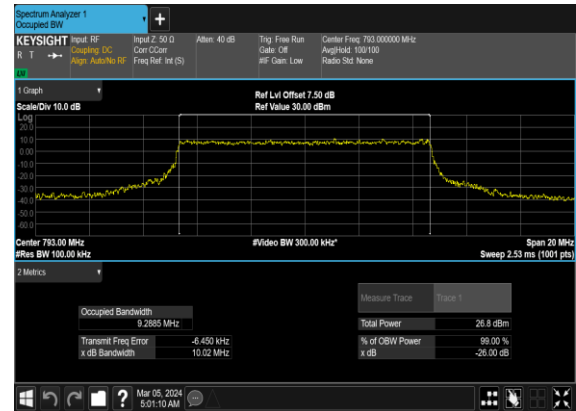 Spectrum Analyzer 1
Occupied BW
+
KEYSIGHT Input: RF Input Z: 50 Ω Atten: 40 dB Trig: Free Run Center Freq: 793.000000 MHz
R T Coupling: DC Corr CCorr Gate: Off Avg|Hold: 100/100
Align: Auto/No RF Freq Ref: Int (S) #IF Gain: Low Radio Std: None
1 Graph
Ref Lvl Offset 7.50 dB
Scale/Div 10.0 dB Ref Value 30.00 dBm
Log
20.0
10.0
0.00
-10.0
-20.0
-30.0
-40.0
-50.0
-60.0
Center 793.00 MHz #Video BW 300.00 kHz* Span 20 MHz
#Res BW 100.00 kHz Sweep 2.53 ms (1001 pts)
2 Metrics
Measure Trace Trace 1
Occupied Bandwidth
9.2885 MHz Total Power 26.8 dBm
Transmit Freq Error -6.450 kHz % of OBW Power 99.00 %
x dB Bandwidth 10.02 MHz x dB -26.00 dB
?
Mar 05, 2024
5:01:10 AM